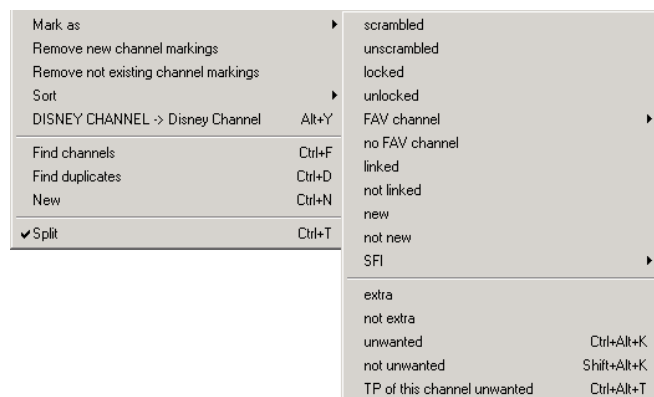 Mark as
Remove new channel markings
Remove not existing channel markings
Sort
DISNEY CHANNEL -> Disney Channel Alt+Y
Find channels Ctrl+F
Find duplicates Ctrl+D
New Ctrl+N
Split Ctrl+T
scrambled
unscrambled
locked
unlocked
FAV channel
no FAV channel
linked
not linked
new
not new
SFI
extra
not extra
unwanted Ctrl+Alt+K
not unwanted Shift+Alt+K
TP of this channel unwanted Ctrl+Alt+T